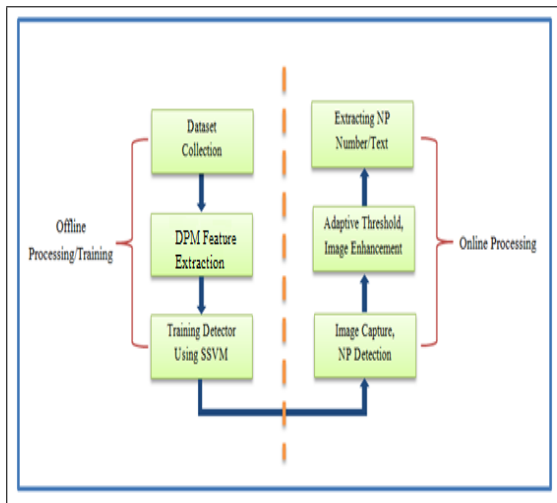 Dataset
Collection
DPM Feature
Extraction
Training Detector
Using SSVM
Offline
Processing/Training
Extracting NP
Number/Text
Adaptive Threshold,
Image Enhancement
Image Capture,
NP Detection
Online Processing